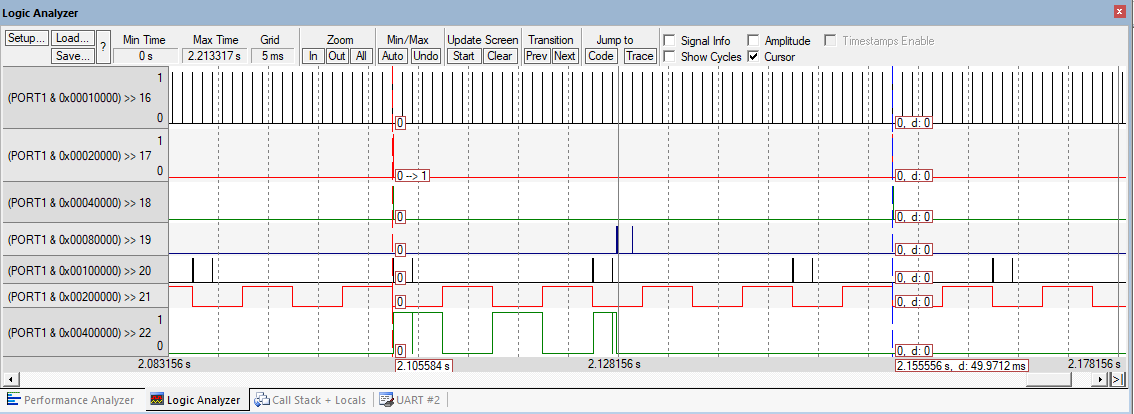 Logic Analyzer
Setup... Load... Save... ? Min Time Max Time Grid Zoom Min/Max Update Screen Transition Jump to Signal Info Amplitude Timestamps Enable
0 s 2.213317 s 5 ms In Out All Auto Undo Start Clear Prev Next Code Trace Show Cycles Cursor
1
(PORT1 & 0x00010000) >> 16
0 0 0, d: 0
1
(PORT1 & 0x00020000) >> 17
0 0 --> 1 0, d: 0
(PORT1 & 0x00040000) >> 18
0 0, d: 0
(PORT1 & 0x00080000) >> 19
0 0, d: 0
(PORT1 & 0x00100000) >> 20
0 0, d: 0
(PORT1 & 0x00200000) >> 21
0 0, d: 0
1
(PORT1 & 0x00400000) >> 22
0 0 0, d: 0
2.083156 s 2.105584 s 2.128156 s 2.155556 s, d: 49.9712 ms 2.178156 s
Performance Analyzer Logic Analyzer Call Stack + Locals UART #2